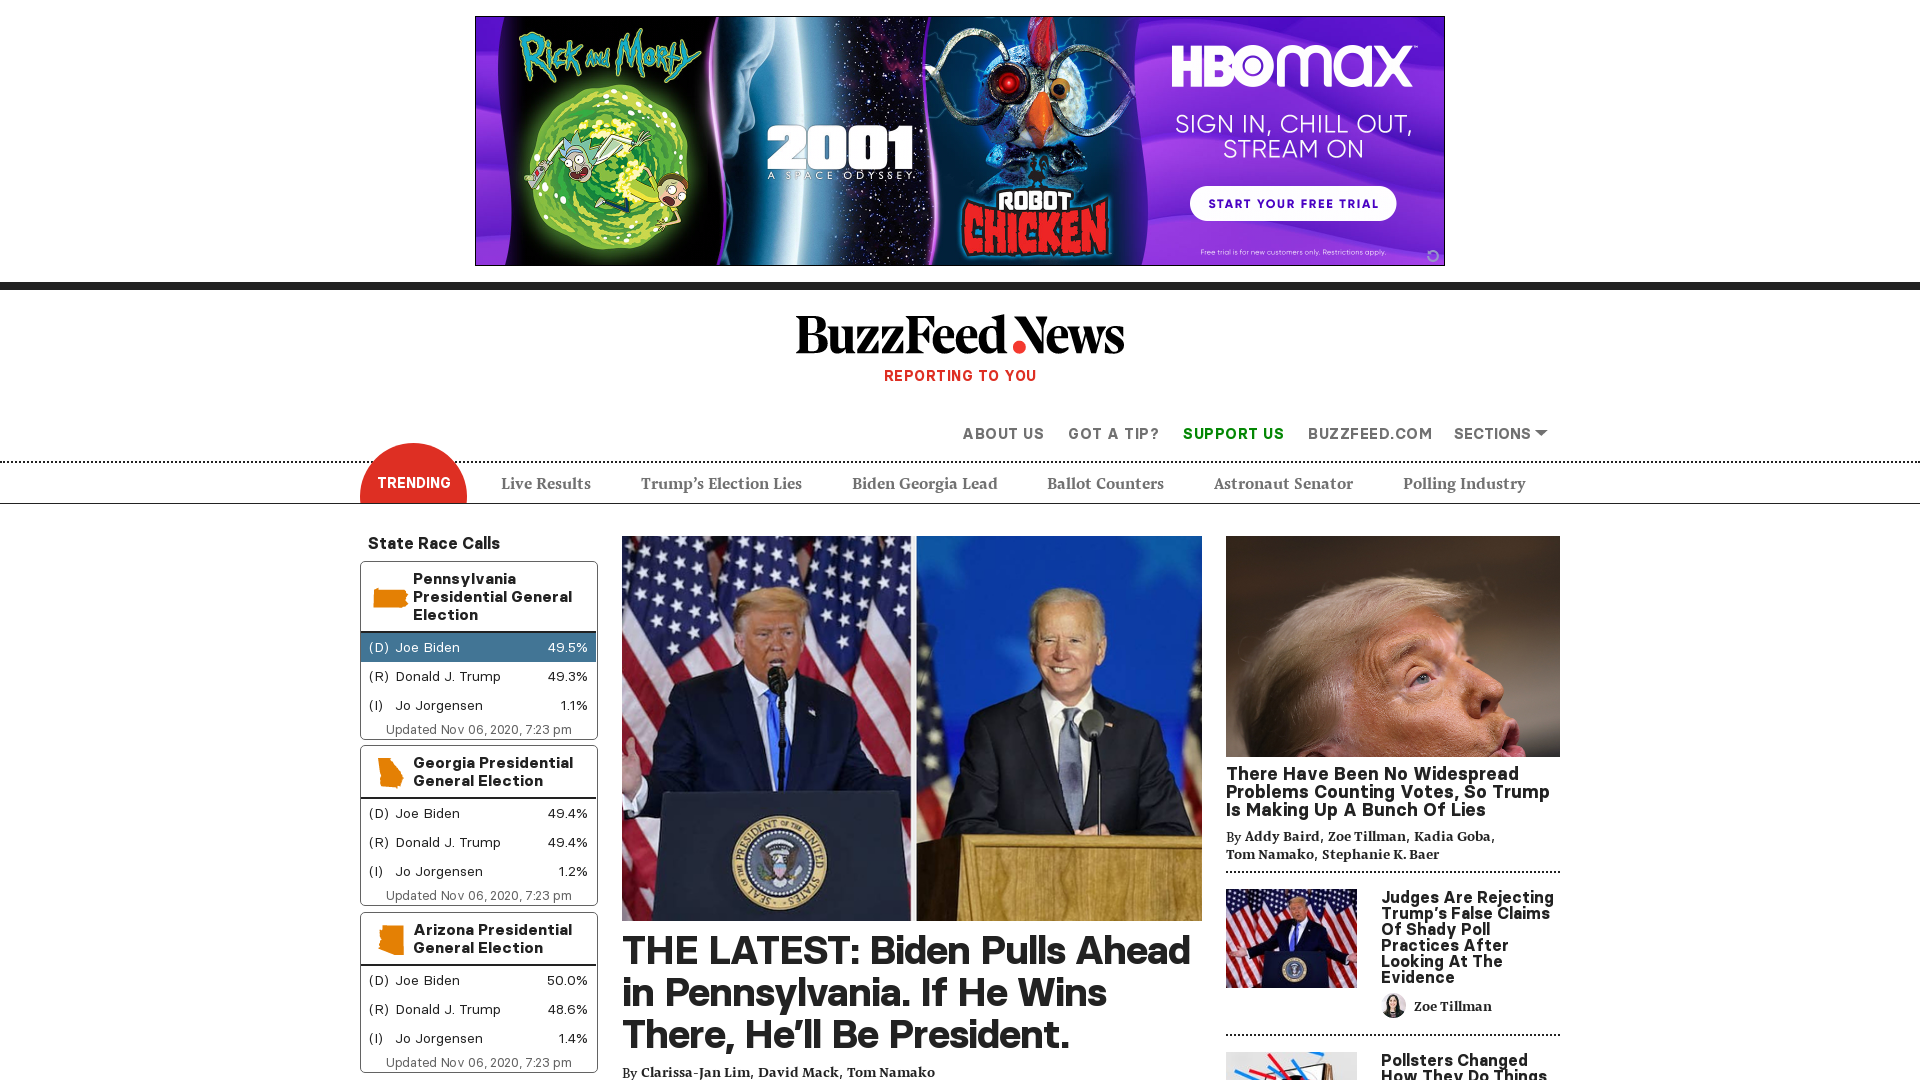 Rick and Morty
2001
A SPACE ODYSSEY
ROBOT
CHICKEN
HBOMAX
SIGN IN, CHILL OUT,
STREAM ON
START YOUR FREE TRIAL
Free trial is for new customers only. Restrictions apply.
BuzzFeed News
REPORTING TO YOU
ABOUT US
GOT A TIP?
SUPPORT US
BUZZFEED.COM
SECTIONS
TRENDING
Live Results
Trump’s Election Lies
Biden Georgia Lead
Ballot Counters
Astronaut Senator
Polling Industry
State Race Calls
Pennsylvania
Presidential General
Election
(D) Joe Biden 49.5%
(R) Donald J. Trump 49.3%
(I) Jo Jorgensen 1.1%
Updated Nov 06, 2020, 7:23 pm
Georgia Presidential
General Election
(D) Joe Biden 49.4%
(R) Donald J. Trump 49.4%
(I) Jo Jorgensen 1.2%
Updated Nov 06, 2020, 7:23 pm
Arizona Presidential
General Election
(D) Joe Biden 50.0%
(R) Donald J. Trump 48.6%
(I) Jo Jorgensen 1.4%
Updated Nov 06, 2020, 7:23 pm
SEAL OF THE PRESIDENT OF THE UNITED STATES
THE LATEST: Biden Pulls Ahead
in Pennsylvania. If He Wins
There, He’ll Be President.
By Clarissa-Jan Lim, David Mack, Tom Namako
There Have Been No Widespread
Problems Counting Votes, So Trump
Is Making Up A Bunch Of Lies
By Addy Baird, Zoe Tillman, Kadia Goba,
Tom Namako, Stephanie K. Baer
Judges Are Rejecting
Trump’s False Claims
Of Shady Poll
Practices After
Looking At The
Evidence
Zoe Tillman
Pollsters Changed
How They Do Things